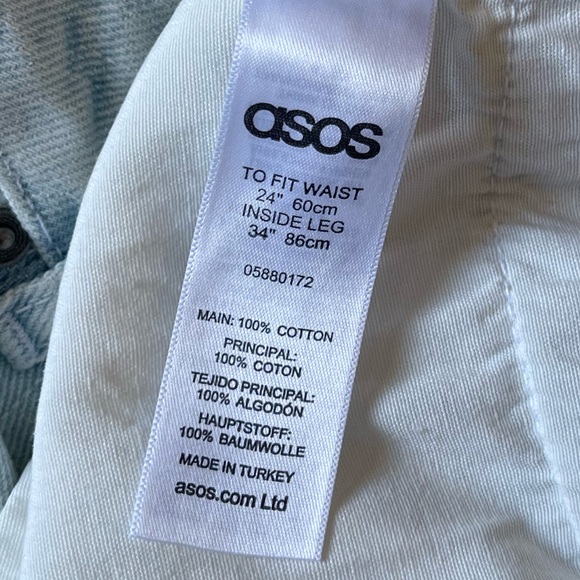 asos
TO FIT WAIST
24" 60cm
INSIDE LEG
34" 86cm
05880172
MAIN: 100% COTTON
PRINCIPAL:
100% COTON
TEJIDO PRINCIPAL:
100% ALGODÓN
HAUPTSTOFF:
100% BAUMWOLLE
MADE IN TURKEY
asos.com Ltd